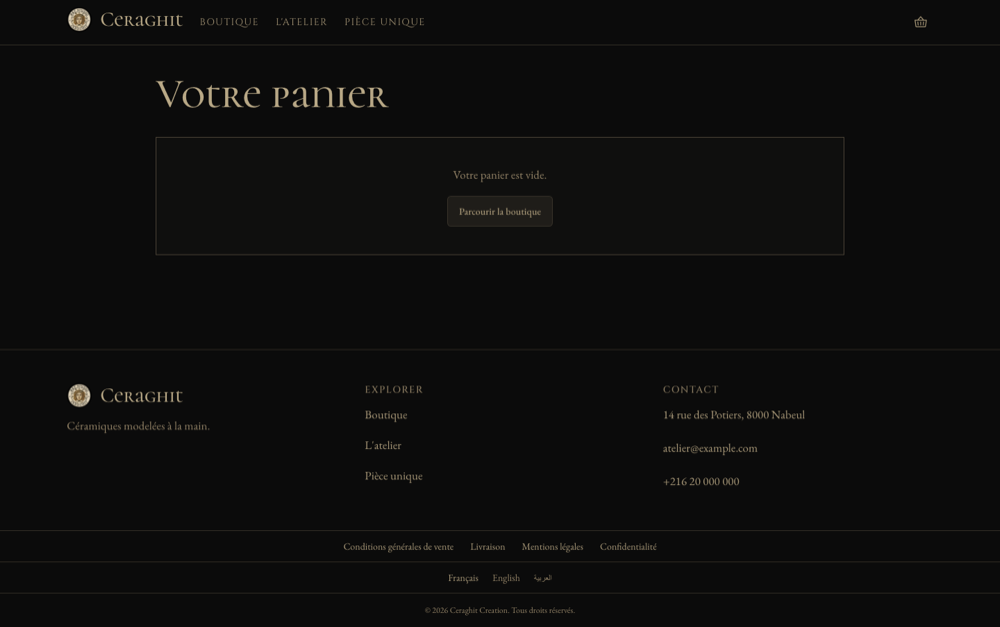 Ceraghit
BOUTIQUE L'ATELIER PIÈCE UNIQUE
Votre panier
Votre panier est vide.
Parcourir la boutique
Ceraghit
Céramiques modelées à la main.
EXPLORER
Boutique
L'atelier
Pièce unique
CONTACT
14 rue des Potiers, 8000 Nabeul
atelier@example.com
+216 20 000 000
Conditions générales de vente Livraison Mentions légales Confidentialité
Français English العربية
© 2026 Ceraghit Creation. Tous droits réservés.